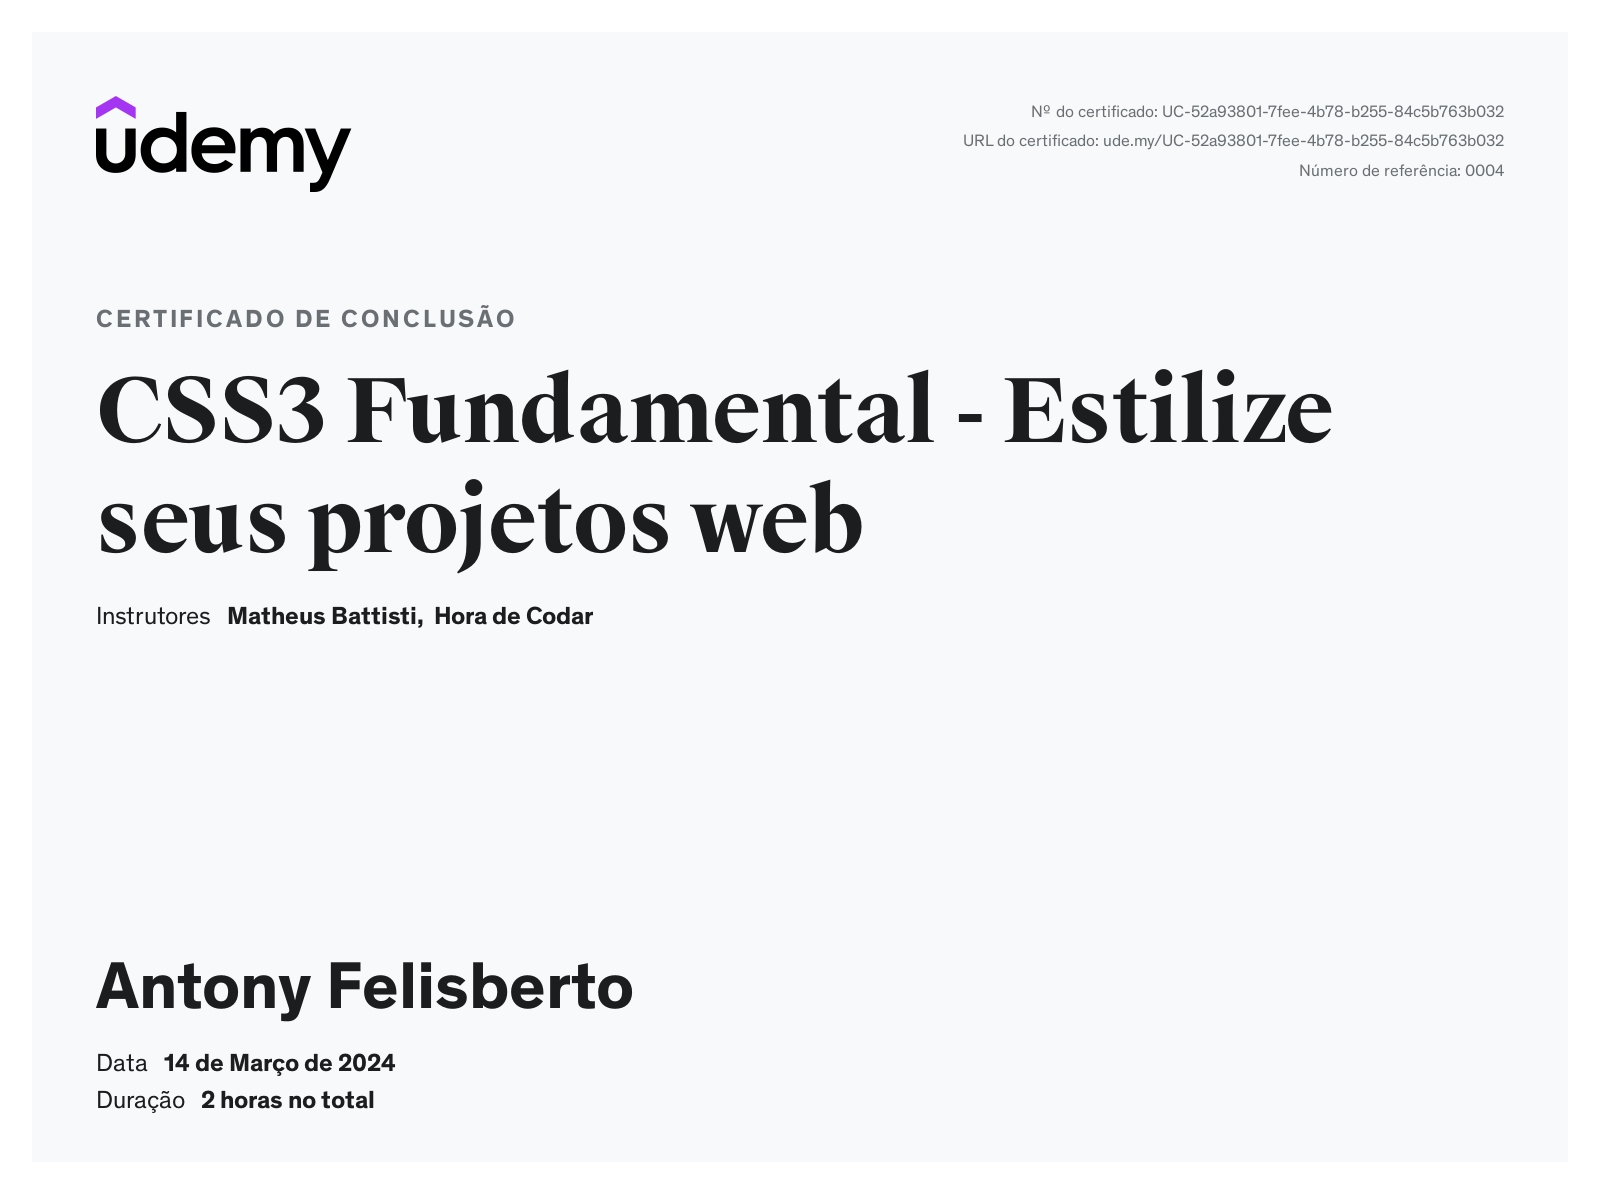 udemy
Nº do certificado: UC-52a93801-7fee-4b78-b255-84c5b763b032
URL do certificado: ude.my/UC-52a93801-7fee-4b78-b255-84c5b763b032
Número de referência: 0004
CERTIFICADO DE CONCLUSÃO
CSS3 Fundamental - Estilize
seus projetos web
Instrutores Matheus Battisti, Hora de Codar
Antony Felisberto
Data 14 de Março de 2024
Duração 2 horas no total